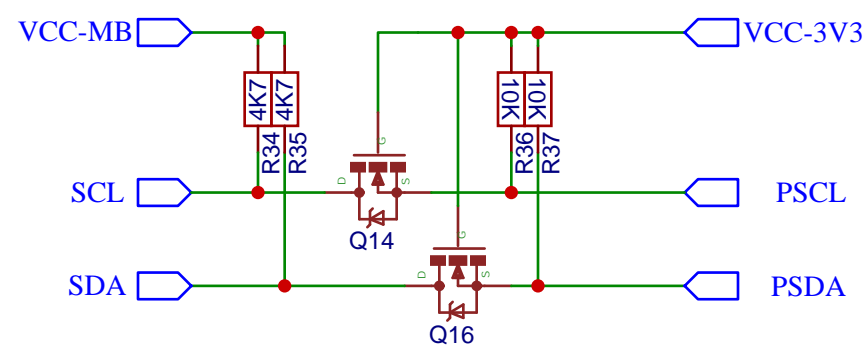 VCC-MB
VCC-3V3
4K7
4K7
10K
10K
R34
R35
R36
R37
G
SCL
D
S
PSCL
Q14
G
SDA
D
S
PSDA
Q16